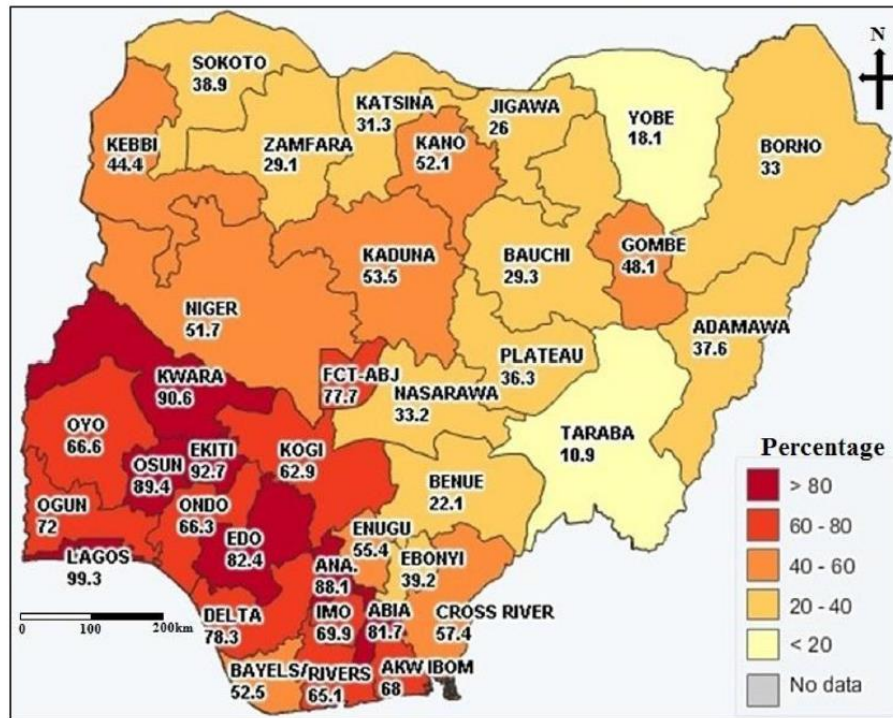 N
SOKOTO
38.9
KATSINA
31.3
JIGAWA
26
YOBE
18.1
BORNO
33
KEBBI
44.4
ZAMFARA
29.1
KANO
52.1
KADUNA
53.5
BAUCHI
29.3
GOMBE
48.1
NIGER
51.7
ADAMAWA
37.6
PLATEAU
36.3
FCT-ABJ
77.7
NASARAWA
33.2
KWARA
90.6
OYO
66.6
EKITI
92.7
KOGI
62.9
TARABA
10.9
OSUN
89.4
BENUE
22.1
OGUN
72
ONDO
66.3
EDO
82.4
ENUGU
55.4
EBONYI
39.2
LAGOS
99.3
ANA.
88.1
DELTA
78.3
IMO
69.9
ABIA
81.7
CROSS RIVER
57.4
BAYELSA
52.5
RIVERS
65.1
AKW IBOM
68
0 100 200km
Percentage
> 80
60 - 80
40 - 60
20 - 40
< 20
No data